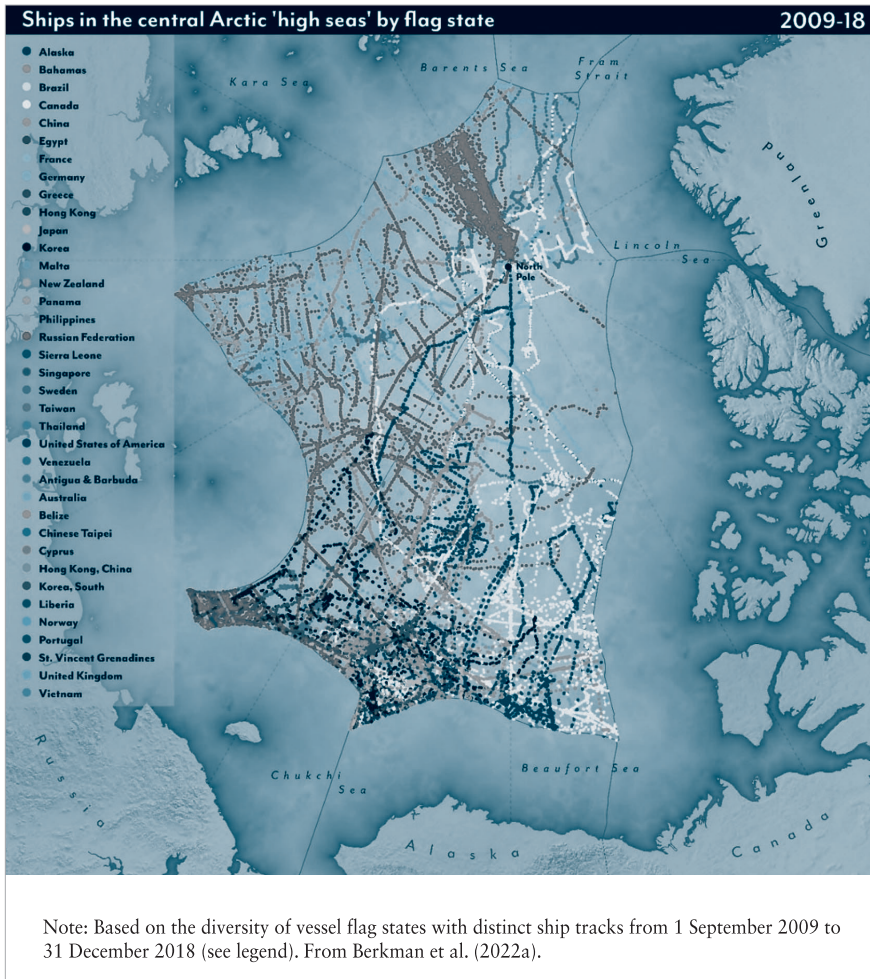 Ships in the central Arctic 'high seas' by flag state 2009-18
Alaska
Bahamas
Brazil
Canada
China
Egypt
France
Germany
Greece
Hong Kong
Japan
Korea
Malta
New Zealand
Panama
Philippines
Russian Federation
Sierra Leone
Singapore
Sweden
Taiwan
Thailand
United States of America
Venezuela
Antigua & Barbuda
Australia
Belize
Chinese Taipei
Cyprus
Hong Kong, China
Korea, South
Liberia
Norway
Portugal
St. Vincent Grenadines
United Kingdom
Vietnam
Kara Sea
Barents Sea
Fram
Strait
Greenland
Lincoln
Sea
North
Pole
Russia
Chukchi
Sea
Beaufort Sea
Alaska
Canada
Note: Based on the diversity of vessel flag states with distinct ship tracks from 1 September 2009 to
31 December 2018 (see legend). From Berkman et al. (2022a).